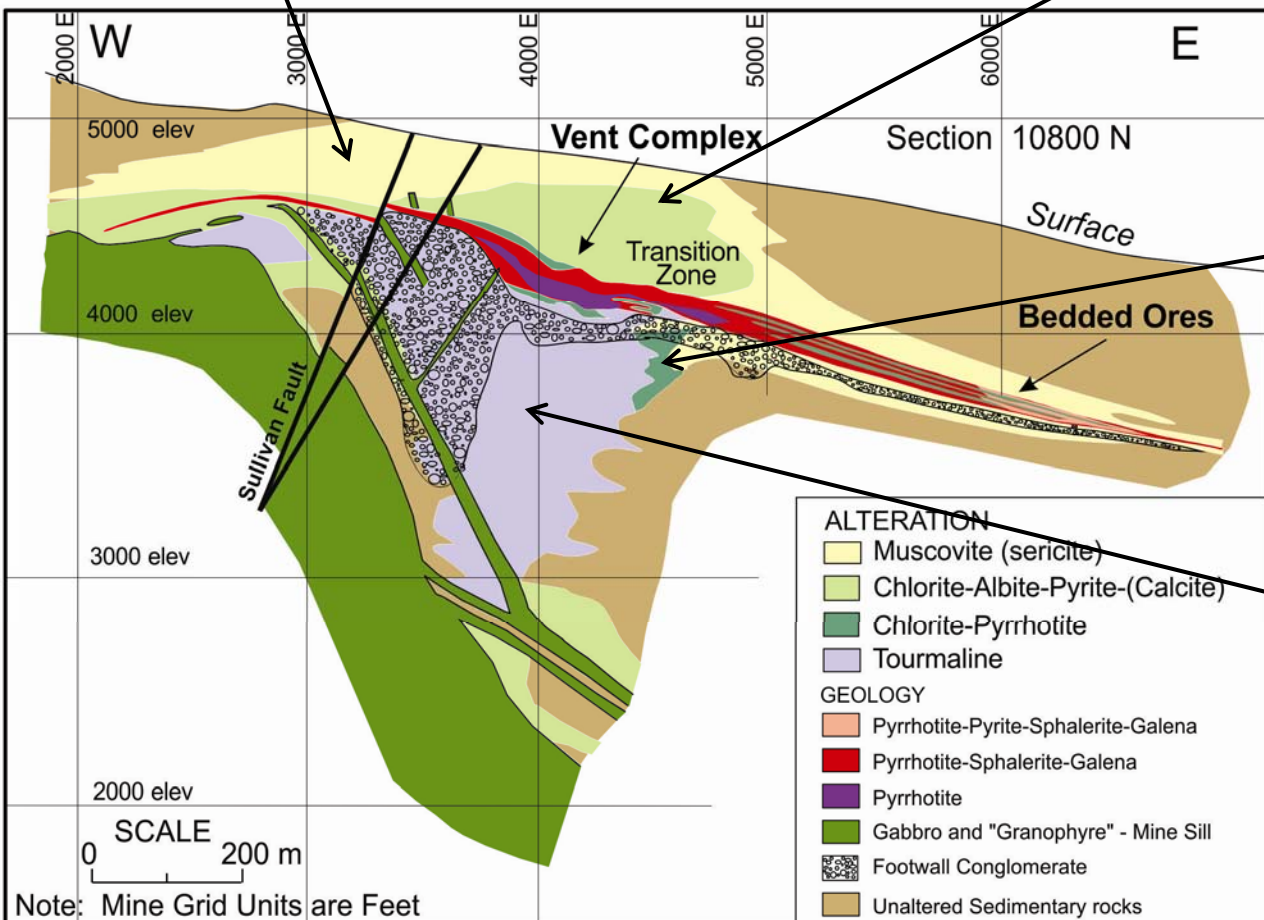 2000 E
3000 E
4000 E
5000 E
6000 E
W
E
5000 elev
Vent Complex
Section 10800 N
Surface
Transition
Zone
4000 elev
Bedded Ores
Sullivan Fault
3000 elev
2000 elev
SCALE
0 200 m
Note: Mine Grid Units are Feet
ALTERATION
Muscovite (sericite)
Chlorite-Albite-Pyrite-(Calcite)
Chlorite-Pyrrhotite
Tourmaline
GEOLOGY
Pyrrhotite-Pyrite-Sphalerite-Galena
Pyrrhotite-Sphalerite-Galena
Pyrrhotite
Gabbro and "Granophyre" - Mine Sill
Footwall Conglomerate
Unaltered Sedimentary rocks